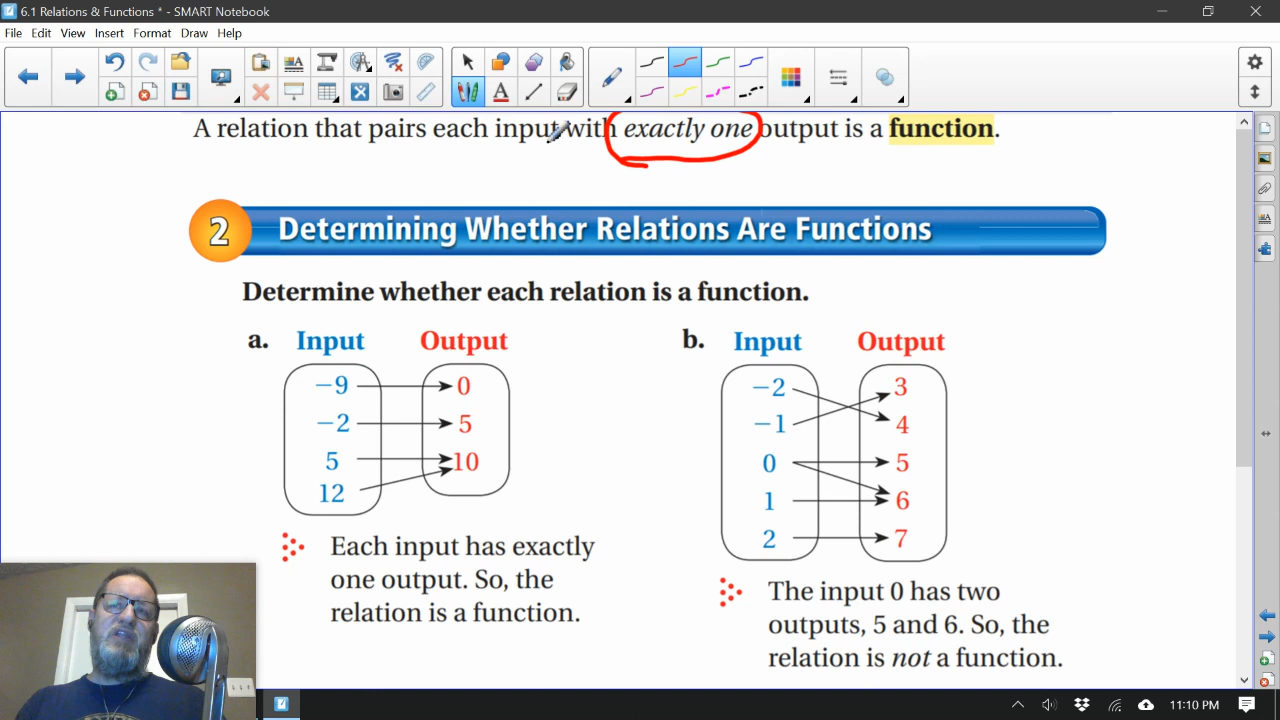 6.1 Relations & Functions * - SMART Notebook
File Edit View Insert Format Draw Help
A relation that pairs each input with exactly one output is a function.
2 Determining Whether Relations Are Functions
Determine whether each relation is a function.
a. Input Output
−9 0
−2 5
5 10
12
Each input has exactly
one output. So, the
relation is a function.
b. Input Output
−2 3
−1 4
0 5
1 6
2 7
The input 0 has two
outputs, 5 and 6. So, the
relation is not a function.
11:10 PM